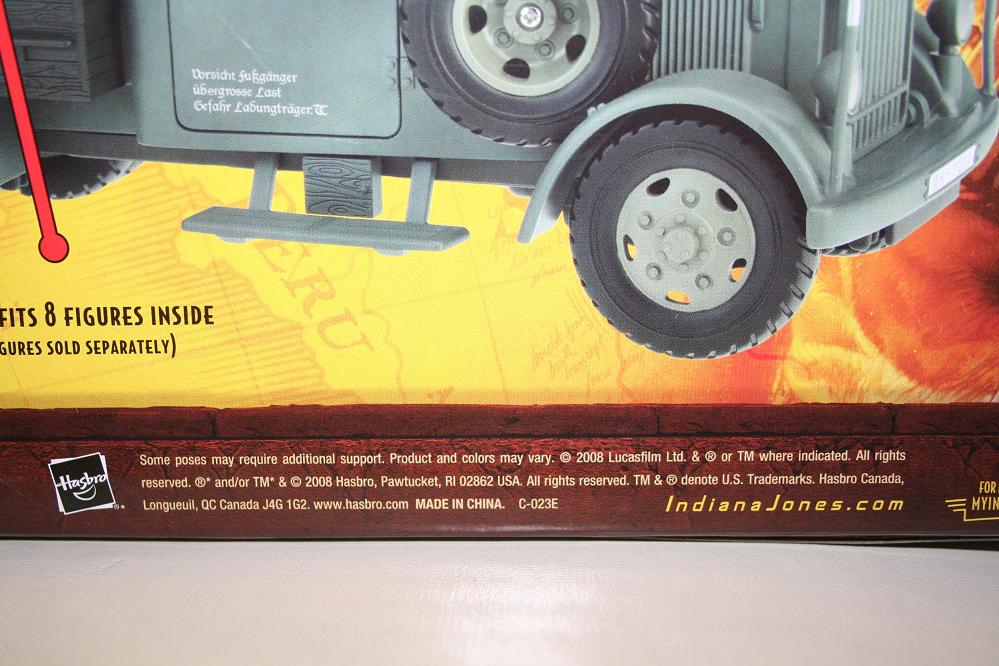 Vorsicht Fußgänger
übergrosse Last
Gefahr Ladungträger.
PERU
FITS 8 FIGURES INSIDE
GURES SOLD SEPARATELY)
Hasbro
®*
Some poses may require additional support. Product and colors may vary. © 2008 Lucasfilm Ltd. & ® or TM where indicated. All rights
reserved. ®* and/or TM* & © 2008 Hasbro, Pawtucket, RI 02862 USA. All rights reserved. TM & ® denote U.S. Trademarks. Hasbro Canada,
Longueuil, QC Canada J4G 1G2. www.hasbro.com MADE IN CHINA. C-023E
IndianaJones.com
FOR
MYIN